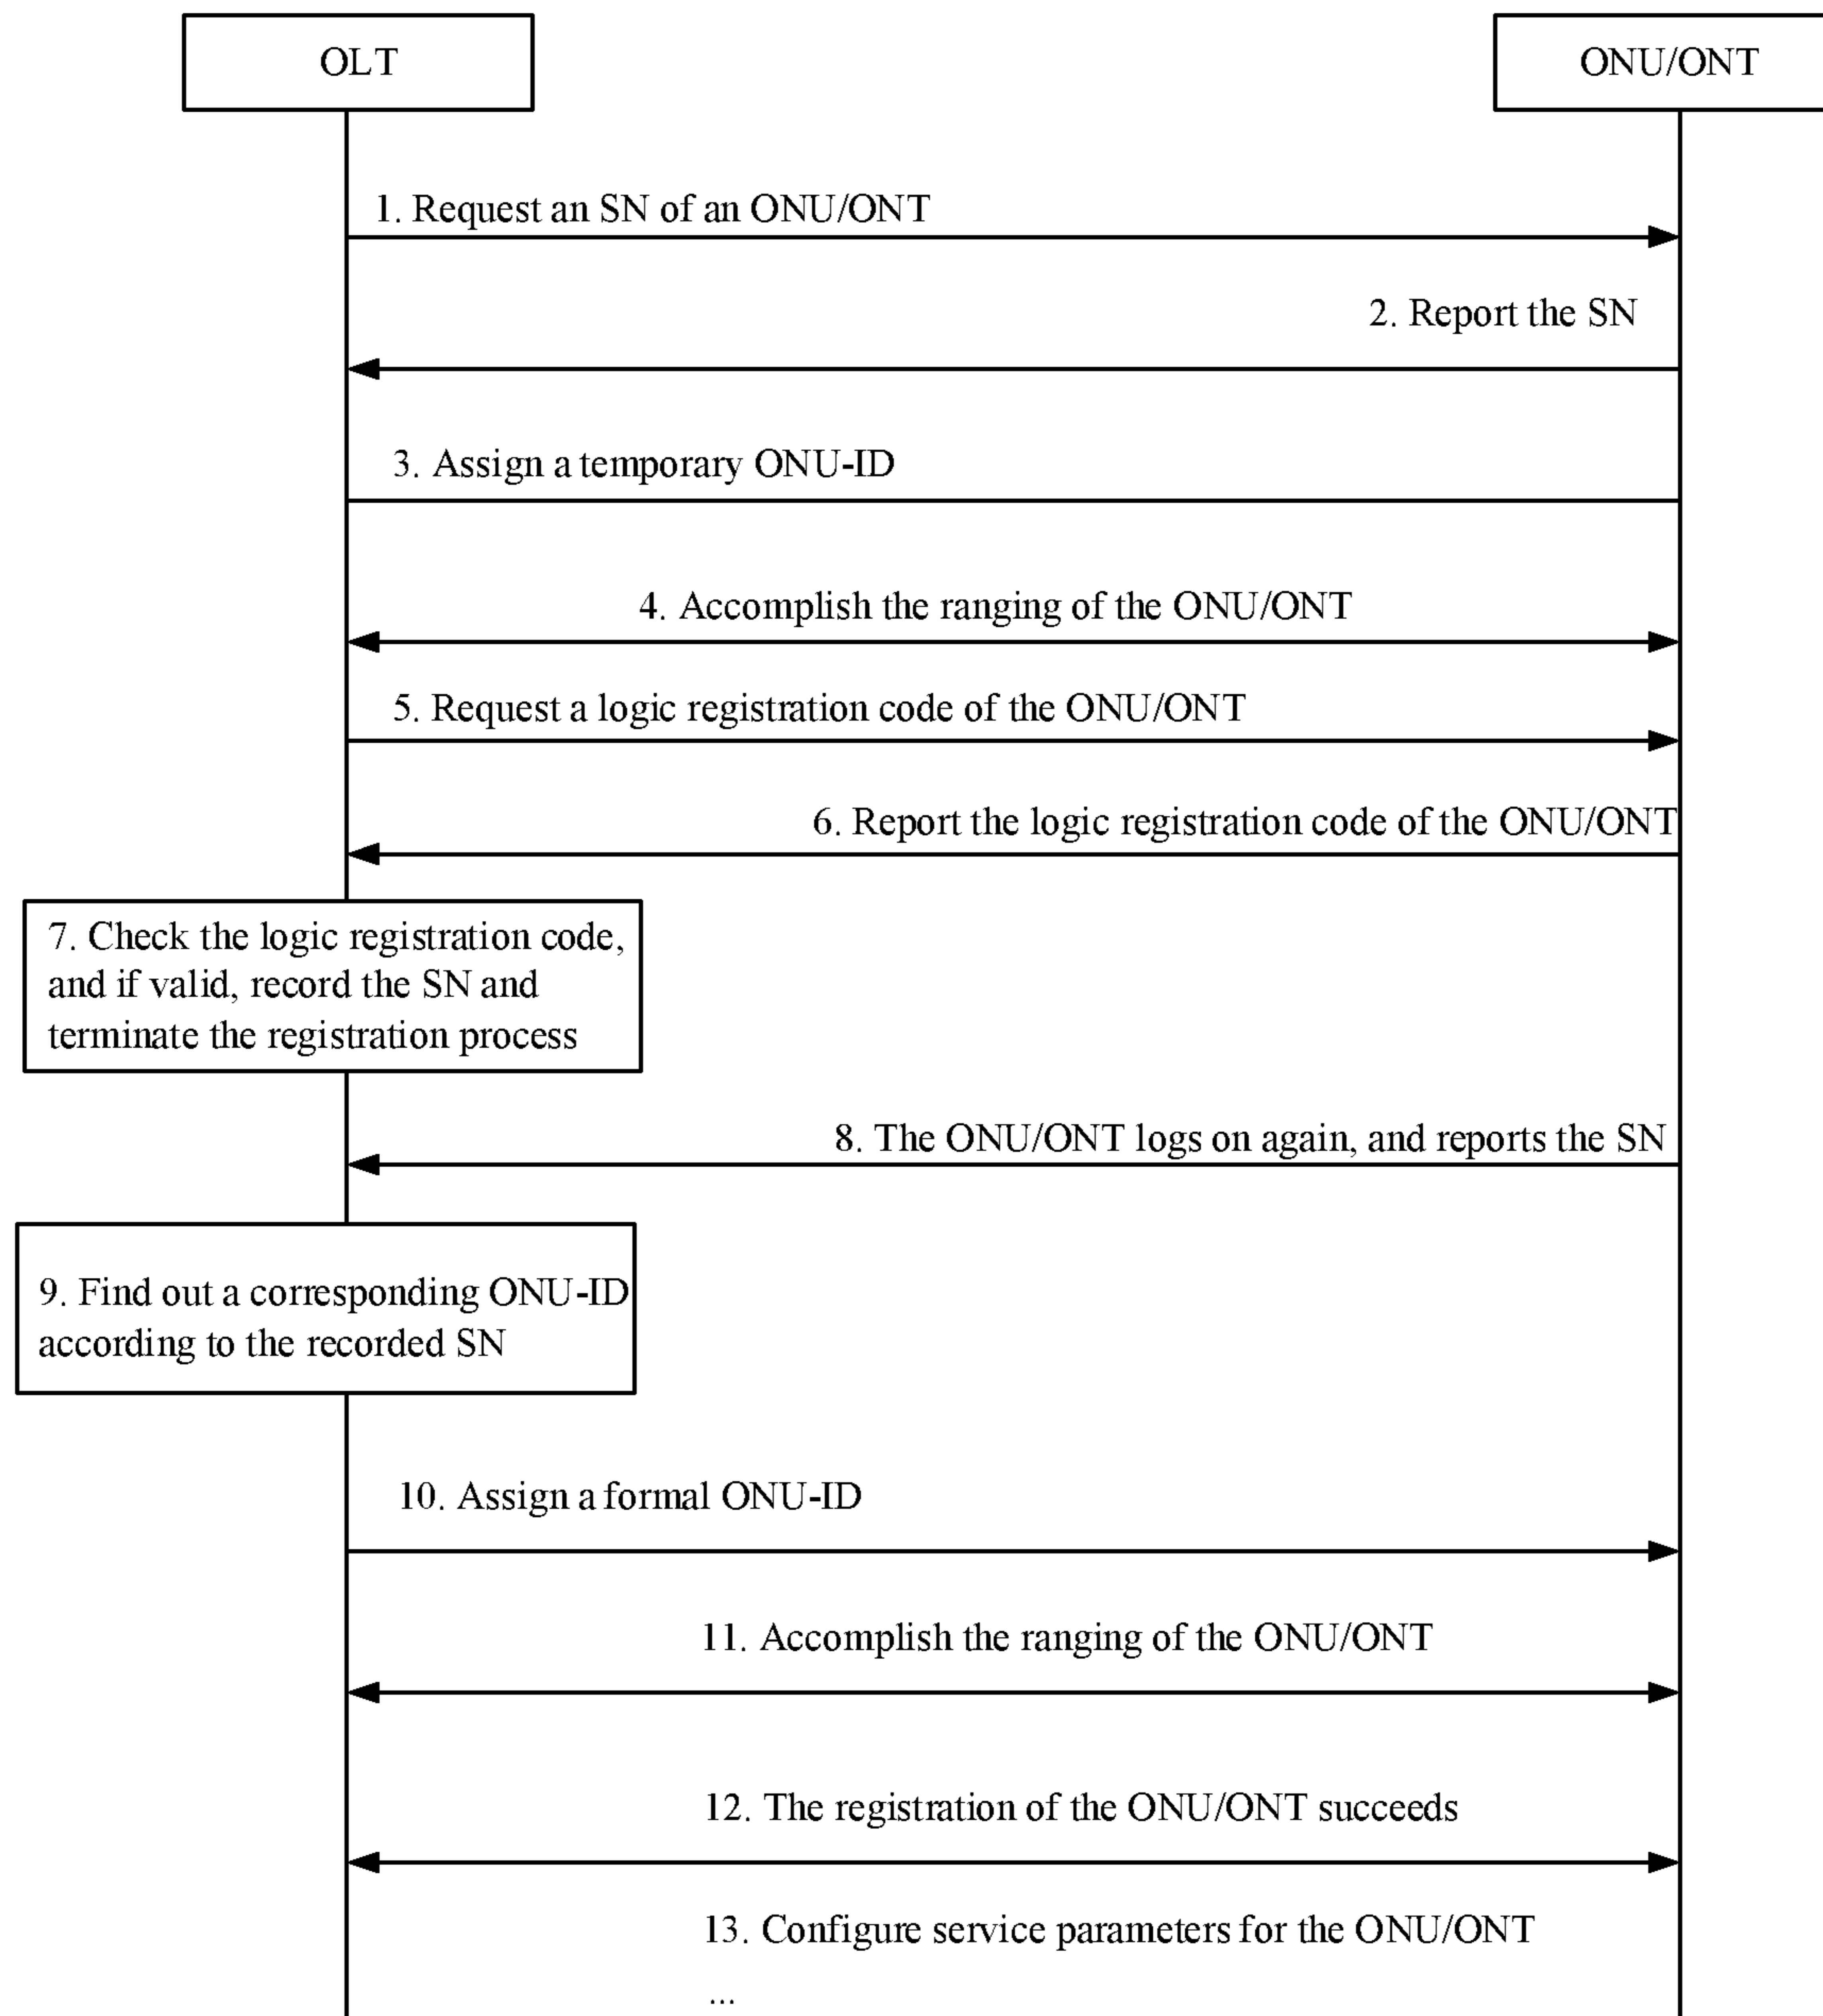 OLT
ONU/ONT
1. Request an SN of an ONU/ONT
2. Report the SN
3. Assign a temporary ONU-ID
4. Accomplish the ranging of the ONU/ONT
5. Request a logic registration code of the ONU/ONT
6. Report the logic registration code of the ONU/ONT
7. Check the logic registration code,
and if valid, record the SN and
terminate the registration process
8. The ONU/ONT logs on again, and reports the SN
9. Find out a corresponding ONU-ID
according to the recorded SN
10. Assign a formal ONU-ID
11. Accomplish the ranging of the ONU/ONT
12. The registration of the ONU/ONT succeeds
13. Configure service parameters for the ONU/ONT
...